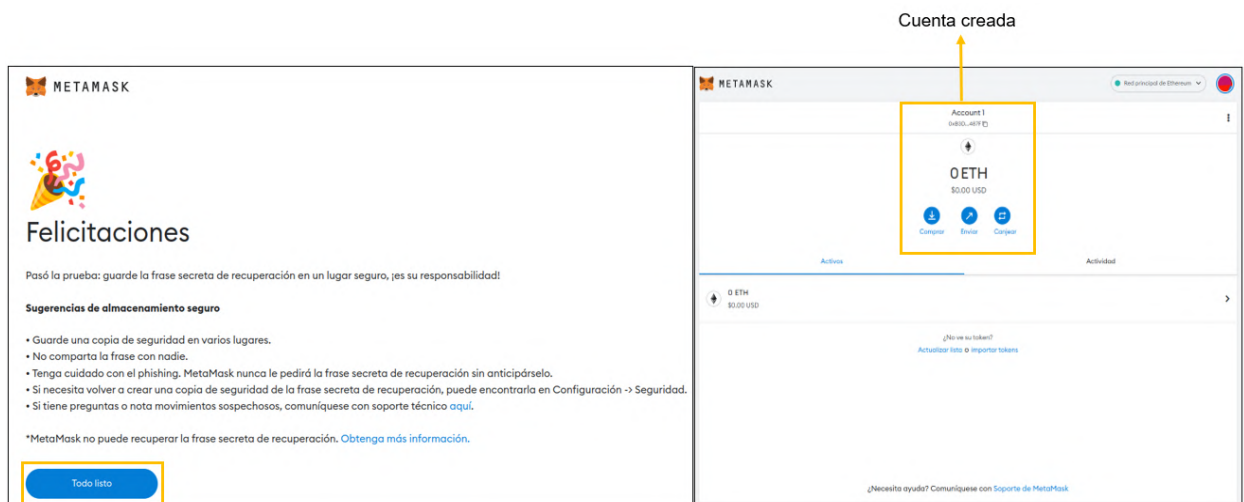 Cuenta creada
METAMASK
Felicitaciones
Pasó la prueba: guarde la frase secreta de recuperación en un lugar seguro, ¡es su responsabilidad!
Sugerencias de almacenamiento seguro
• Guarde una copia de seguridad en varios lugares.
• No comparta la frase con nadie.
• Tenga cuidado con el phishing. MetaMask nunca le pedirá la frase secreta de recuperación sin anticipárselo.
• Si necesita volver a crear una copia de seguridad de la frase secreta de recuperación, puede encontrarla en Configuración -> Seguridad.
• Si tiene preguntas o nota movimientos sospechosos, comuníquese con soporte técnico aquí.
*MetaMask no puede recuperar la frase secreta de recuperación. Obtenga más información.
Todo listo
METAMASK
Red principal de Ethereum
Account 1
0 ETH
$0.00 USD
Comprar Enviar Canjear
Activos Actividad
0 ETH
$0.00 USD
¿No ve su token?
Actualizar lista o importar tokens
¿Necesita ayuda? Comuníquese con Soporte de MetaMask